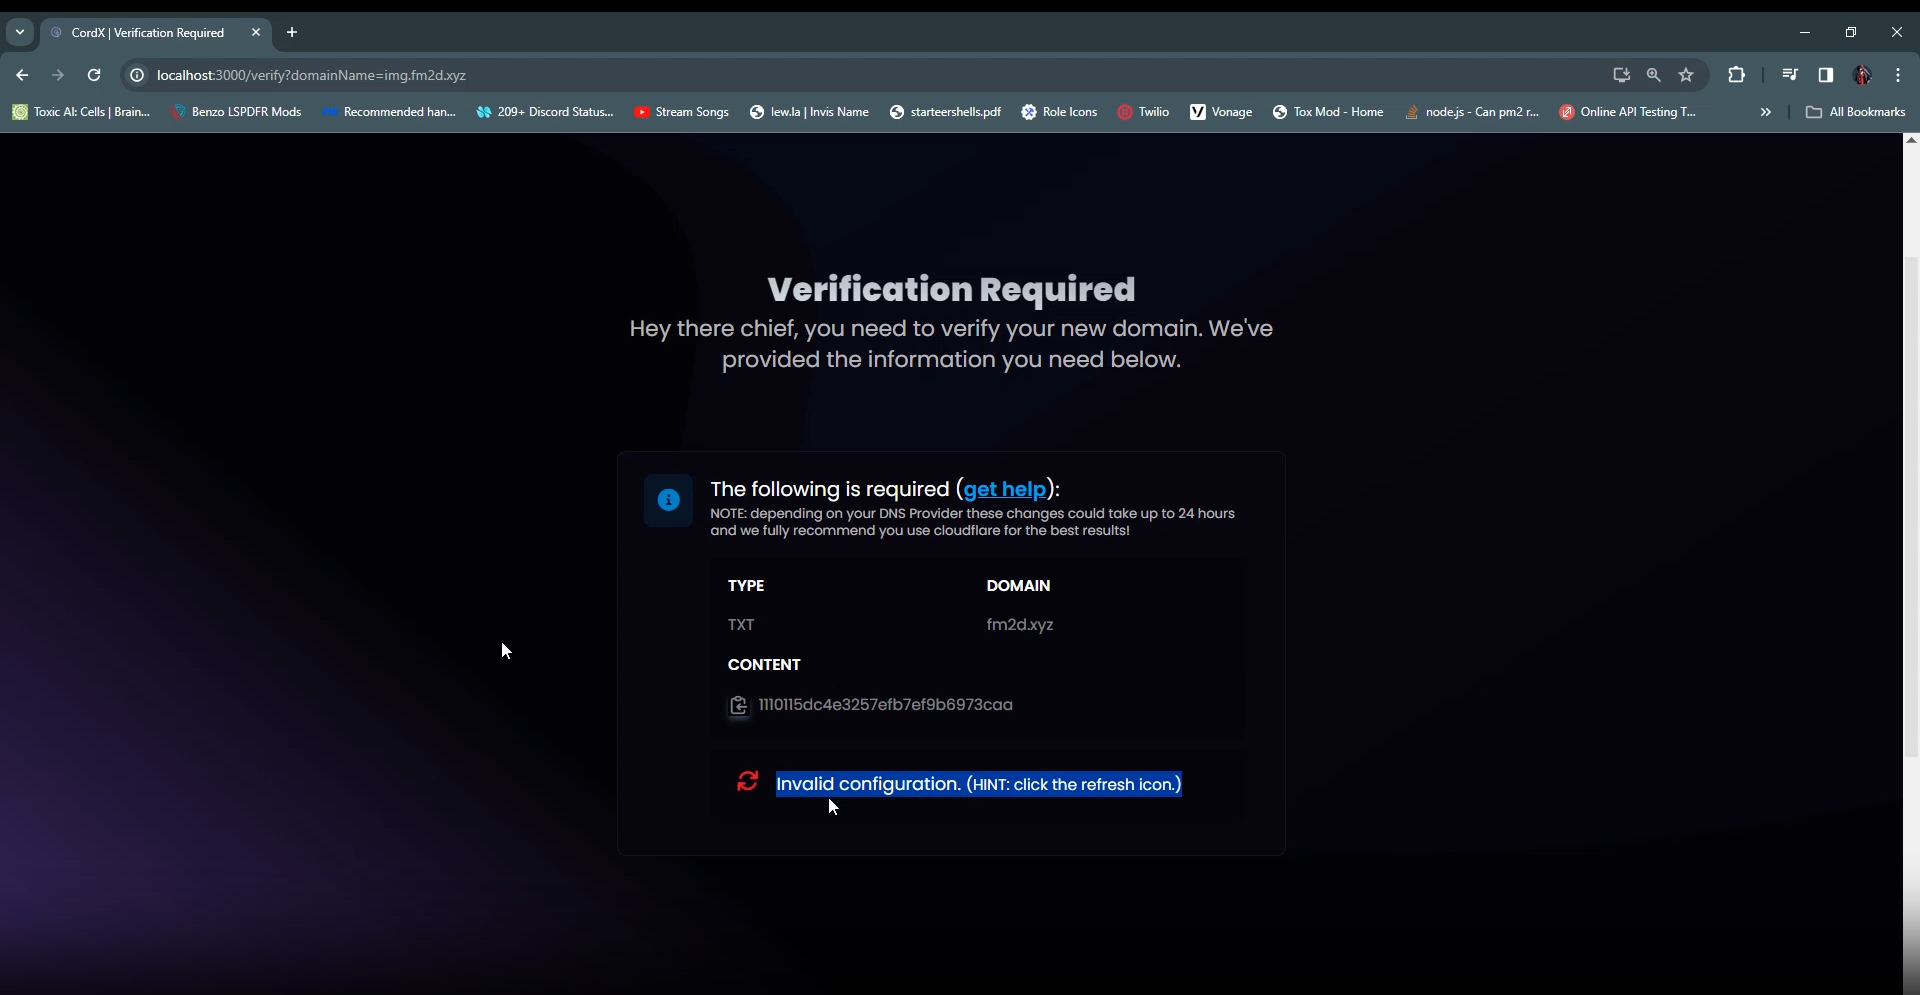 CordX | Verification Required
localhost:3000/verify?domainName=img.fm2d.xyz
Toxic AI: Cells | Brain...
Benzo LSPDFR Mods
Recommended han...
209+ Discord Status...
Stream Songs
lew.la | Invis Name
starteershells.pdf
Role Icons
Twilio
Vonage
Tox Mod - Home
node.js - Can pm2 r...
Online API Testing T...
All Bookmarks
Verification Required
Hey there chief, you need to verify your new domain. We've
provided the information you need below.
The following is required (get help):
NOTE: depending on your DNS Provider these changes could take up to 24 hours
and we fully recommend you use cloudflare for the best results!
TYPE
DOMAIN
TXT
fm2d.xyz
CONTENT
1110115dc4e3257efb7ef9b6973caa
Invalid configuration. (HINT: click the refresh icon.)